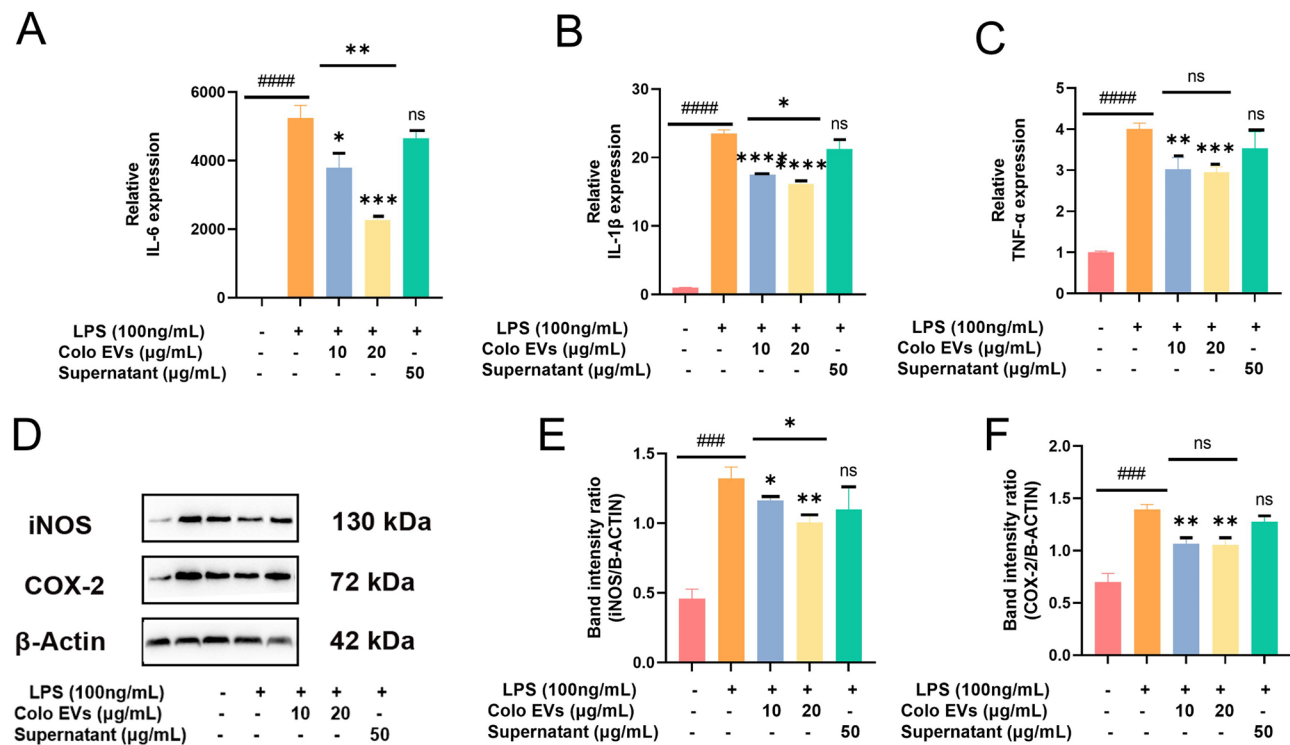 A
####
**
*
***
ns
6000
4000
2000
0
Relative
IL-6 expression
LPS (100ng/mL) - + + + +
Colo EVs (µg/mL) - - 10 20 -
Supernatant (µg/mL) - - - - 50
B
####
*
****
****
ns
30
20
10
0
Relative
IL-1β expression
LPS (100ng/mL) - + + + +
Colo EVs (µg/mL) - - 10 20 -
Supernatant (µg/mL) - - - - 50
C
####
ns
**
***
ns
5
4
3
2
1
0
Relative
TNF-α expression
LPS (100ng/mL) - + + + +
Colo EVs (µg/mL) - - 10 20 -
Supernatant (µg/mL) - - - - 50
D
iNOS 130 kDa
COX-2 72 kDa
β-Actin 42 kDa
LPS (100ng/mL) - + + + +
Colo EVs (µg/mL) - - 10 20 -
Supernatant (µg/mL) - - - - 50
E
###
*
*
**
ns
1.5
1.0
0.5
0.0
Band intensity ratio
(iNOS/B-ACTIN)
LPS (100ng/mL) - + + + +
Colo EVs (µg/mL) - - 10 20 -
Supernatant (µg/mL) - - - - 50
F
###
ns
**
**
ns
2.0
1.5
1.0
0.5
0.0
Band intensity ratio
(COX-2/B-ACTIN)
LPS (100ng/mL) - + + + +
Colo EVs (µg/mL) - - 10 20 -
Supernatant (µg/mL) - - - - 50